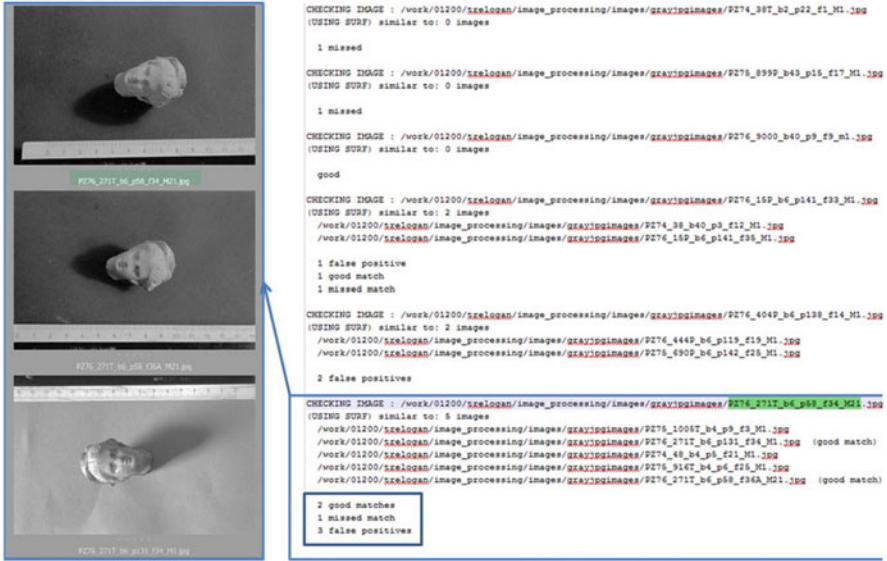 PZ76_271T_b6_p58_f34_M21.jpg
PZ76_271T_b6_p58_f36A_M21.jpg
PZ76_271T_b6_p131_f34_M1.jpg
CHECKING IMAGE : /work/01200/trelogan/image_processing/images/grayjpgimages/PZ74_38T_b2_p22_f1_M1.jpg
(USING SURF) similar to: 0 images
1 missed
CHECKING IMAGE : /work/01200/trelogan/image_processing/images/grayjpgimages/PZ75_899P_b43_p15_f17_M1.jpg
(USING SURF) similar to: 0 images
1 missed
CHECKING IMAGE : /work/01200/trelogan/image_processing/images/grayjpgimages/PZ76_9000_b40_p9_f9_m1.jpg
(USING SURF) similar to: 0 images
good
CHECKING IMAGE : /work/01200/trelogan/image_processing/images/grayjpgimages/PZ76_15P_b6_p141_f33_M1.jpg
(USING SURF) similar to: 2 images
/work/01200/trelogan/image_processing/images/grayjpgimages/PZ74_38_b40_p3_f12_M1.jpg
/work/01200/trelogan/image_processing/images/grayjpgimages/PZ76_15P_b6_p141_f35_M1.jpg
1 false positive
1 good match
1 missed match
CHECKING IMAGE : /work/01200/trelogan/image_processing/images/grayjpgimages/PZ76_404P_b6_p138_f14_M1.jpg
(USING SURF) similar to: 2 images
/work/01200/trelogan/image_processing/images/grayjpgimages/PZ76_444P_b6_p119_f19_M1.jpg
/work/01200/trelogan/image_processing/images/grayjpgimages/PZ75_690P_b6_p142_f25_M1.jpg
2 false positives
CHECKING IMAGE : /work/01200/trelogan/image_processing/images/grayjpgimages/PZ76_271T_b6_p58_f34_M21.jpg
(USING SURF) similar to: 5 images
/work/01200/trelogan/image_processing/images/grayjpgimages/PZ75_1005T_b4_p9_f3_M1.jpg
/work/01200/trelogan/image_processing/images/grayjpgimages/PZ76_271T_b6_p131_f34_M1.jpg (good match)
/work/01200/trelogan/image_processing/images/grayjpgimages/PZ74_48_b4_p5_f21_M1.jpg
/work/01200/trelogan/image_processing/images/grayjpgimages/PZ75_916T_b4_p6_f25_M1.jpg
/work/01200/trelogan/image_processing/images/grayjpgimages/PZ76_271T_b6_p58_f36A_M21.jpg (good match)
2 good matches
1 missed match
3 false positives